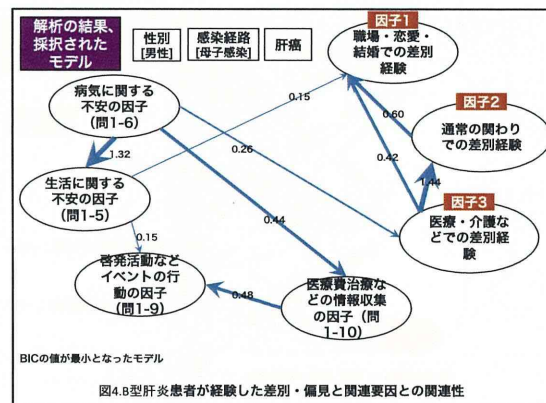 解析の結果、
採択された
モデル
性別
[男性]
感染経路
[母子感染]
肝癌
因子1
職場・恋愛・
結婚での差別
経験
病気に関する
不安の因子
(問1-6)
0.15
0.60
因子2
通常の関わり
での差別経験
0.26
0.42
1.32
1.44
生活に関する
不安の因子
(問1-5)
因子3
医療・介護な
どでの差別経
験
0.44
0.15
啓発活動など
イベントの行
動の因子
(問1-9)
0.48
医療費治療な
どの情報収集
の因子(問
1-10)
BICの値が最小となったモデル
図4.B型肝炎患者が経験した差別・偏見と関連要因との関連性